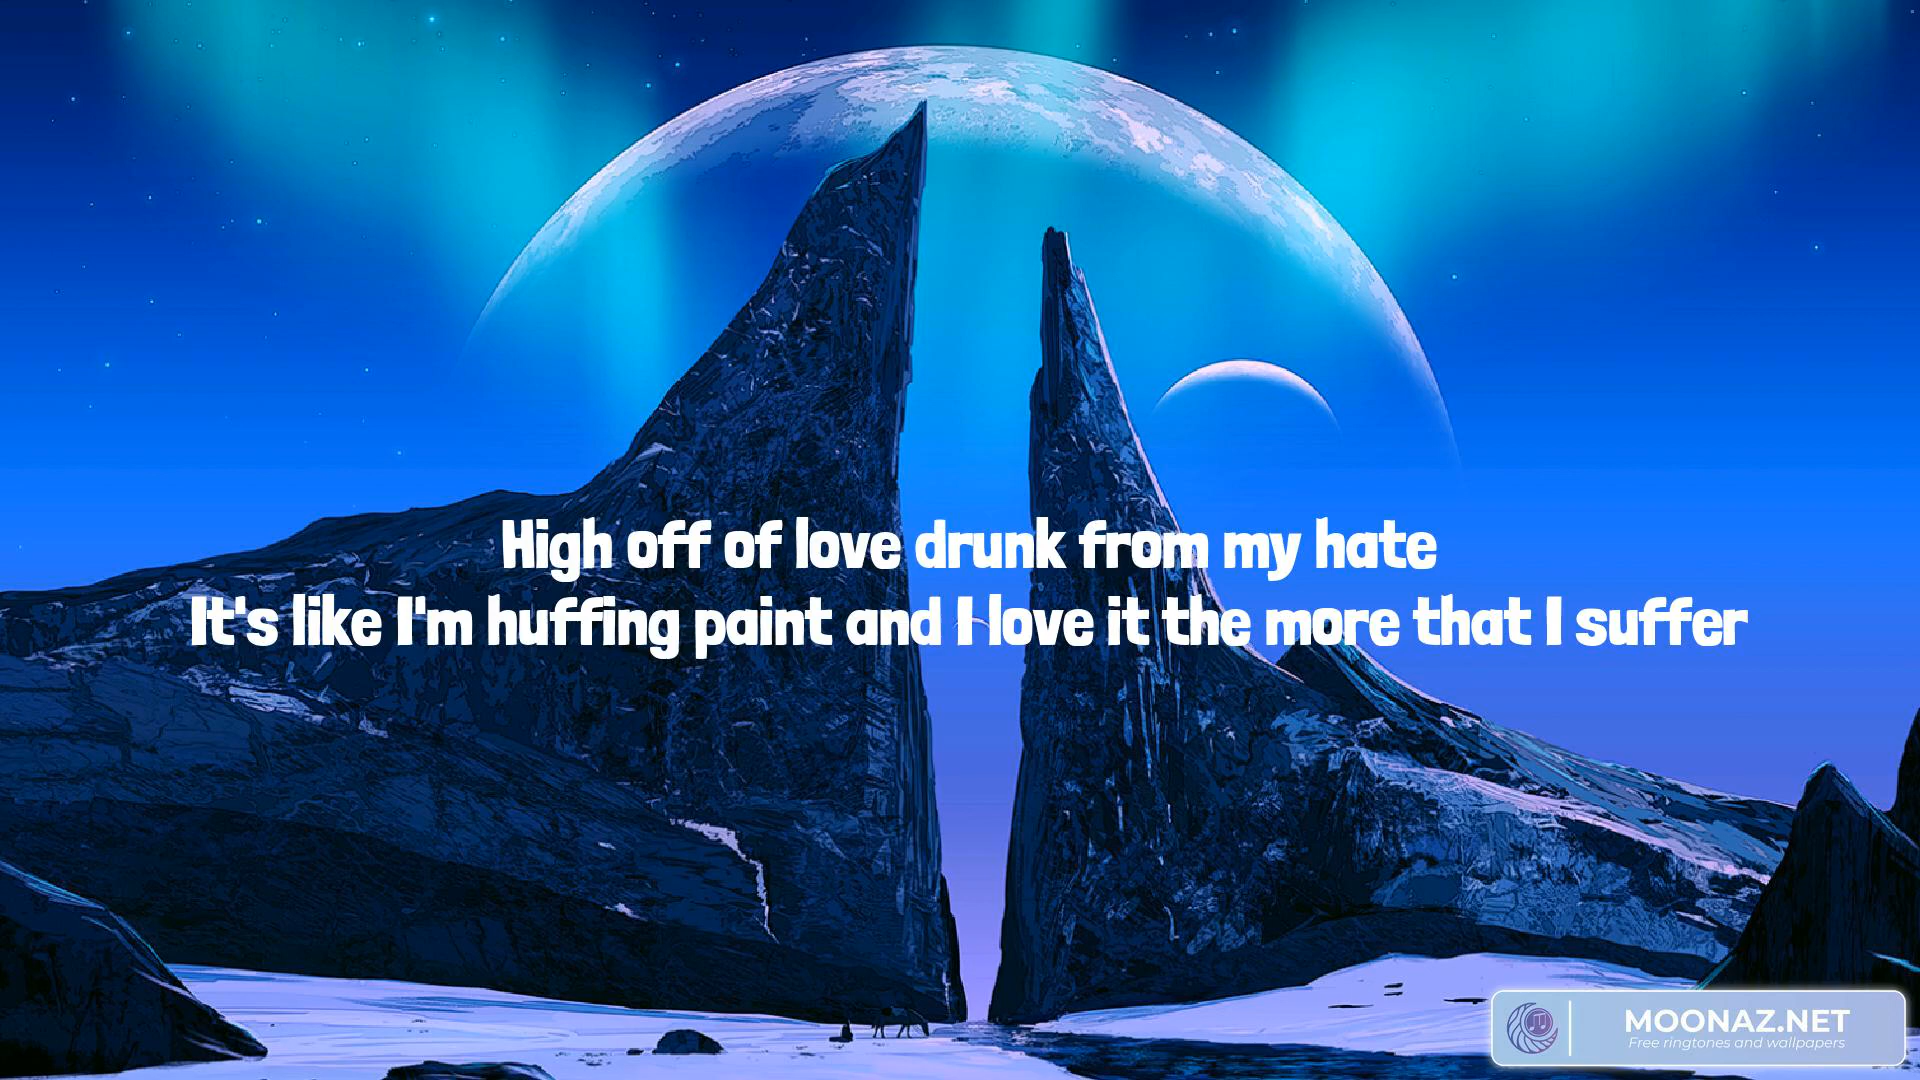 High off of love drunk from my hate
It's like I'm huffing paint and I love it the more that I suffer
MOONAZ.NET
Free ringtones and wallpapers